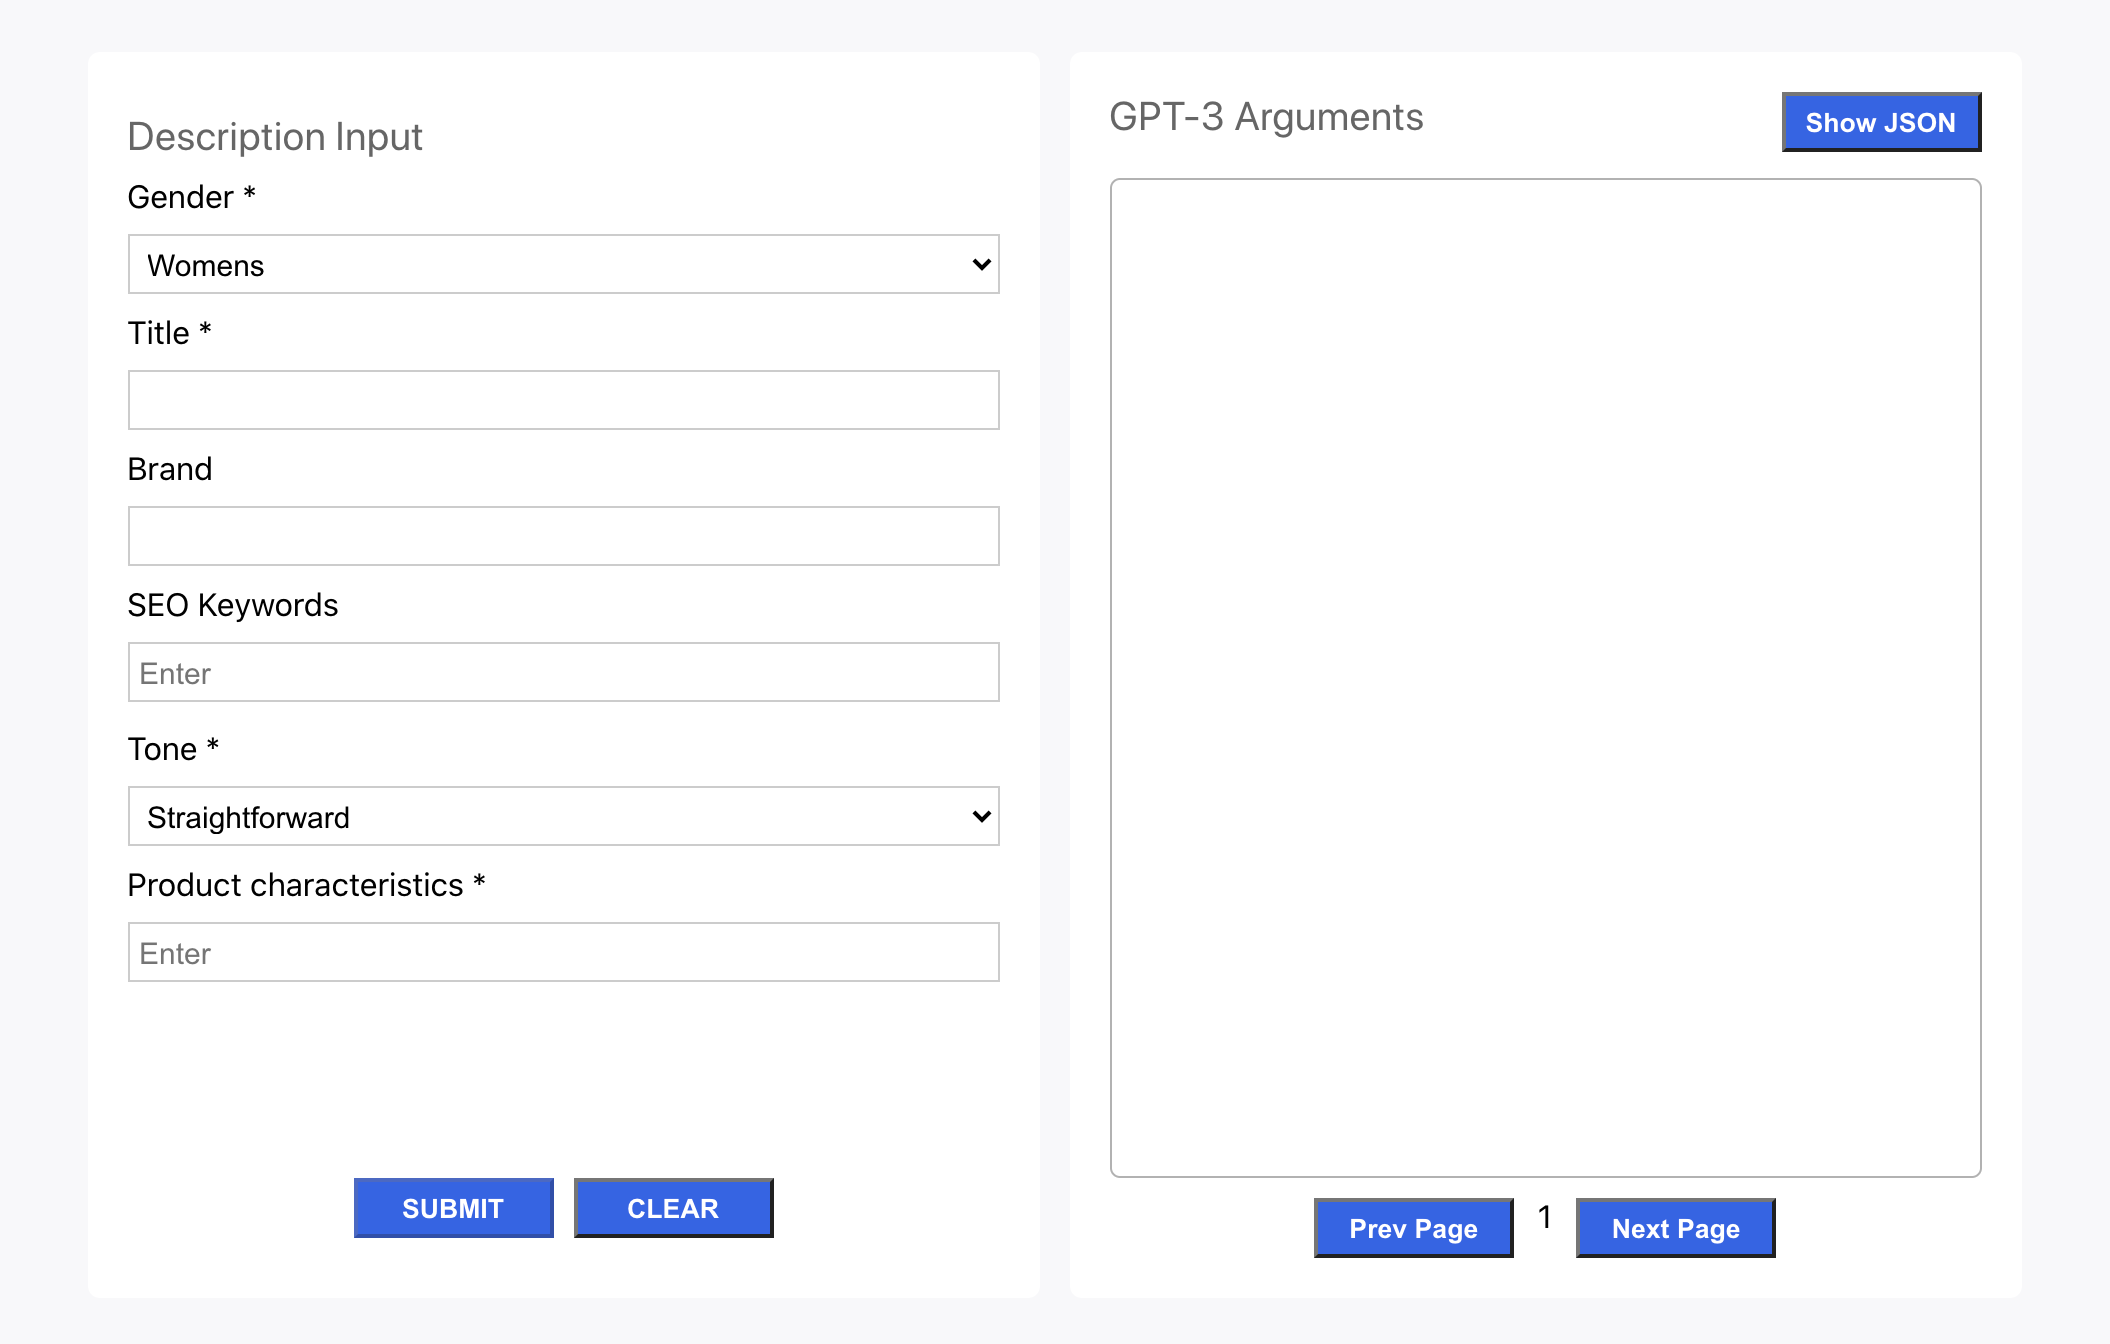 Description Input
Gender *
Womens
Title *
Brand
SEO Keywords
Enter
Tone *
Straightforward
Product characteristics *
Enter
SUBMIT
CLEAR
GPT-3 Arguments
Show JSON
Prev Page
1
Next Page